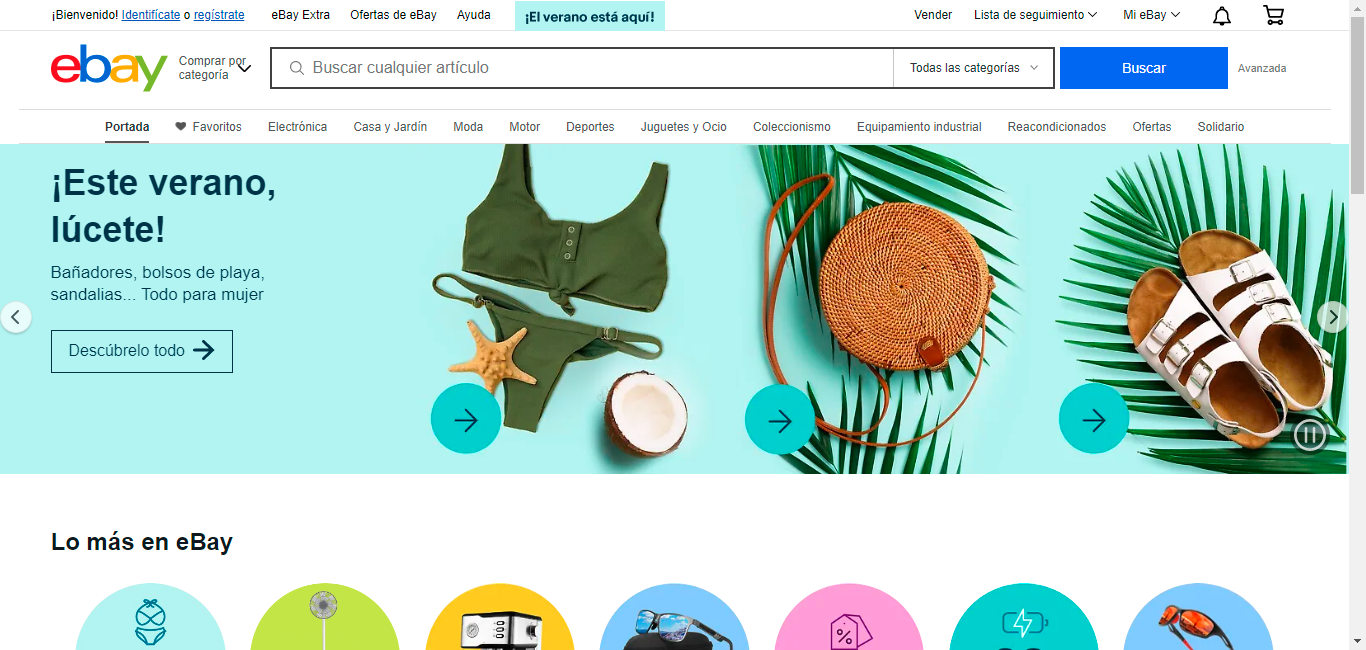 ¡Bienvenido! Identifícate o regístrate
eBay Extra
Ofertas de eBay
Ayuda
¡El verano está aquí!
Vender
Lista de seguimiento
Mi eBay
ebay
Comprar por
categoría
Buscar cualquier artículo
Todas las categorías
Buscar
Avanzada
Portada
Favoritos
Electrónica
Casa y Jardín
Moda
Motor
Deportes
Juguetes y Ocio
Coleccionismo
Equipamiento industrial
Reacondicionados
Ofertas
Solidario
¡Este verano,
lúcete!
Bañadores, bolsos de playa,
sandalias... Todo para mujer
Descúbrelo todo
Lo más en eBay
%